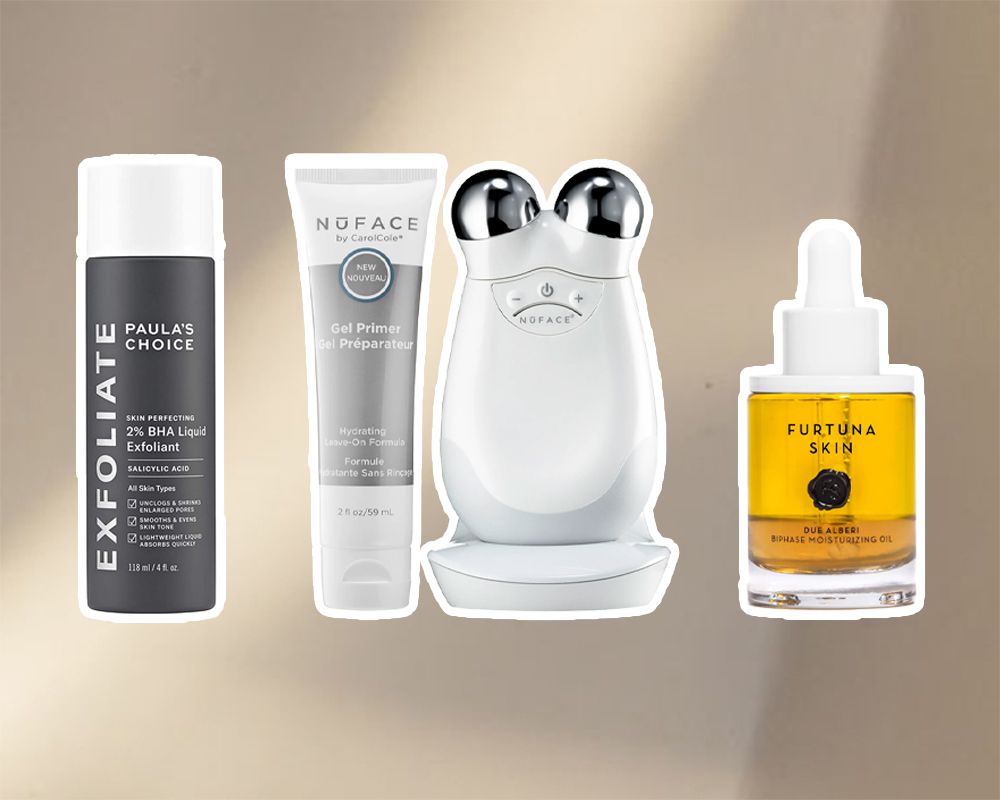 EXFOLIATE
PAULA'S
CHOICE
SKIN PERFECTING
2% BHA Liquid
Exfoliant
SALICYLIC ACID
All Skin Types
UNCLOGS & SHRINKS
ENLARGED PORES
SMOOTHS & EVENS
SKIN TONE
LIGHTWEIGHT LIQUID
ABSORBS QUICKLY
118 ml / 4 fl. oz.
NūFACE
by CarolCole®
NEW
NOUVEAU
Gel Primer
Gel Préparateur
Hydrating
Leave-On Formula
Formule
Hydratante Sans Rinçage
2 fl oz/59 mL
NūFACE®
FURTUNA
SKIN
DUE ALBERI
BIPHASE MOISTURIZING OIL